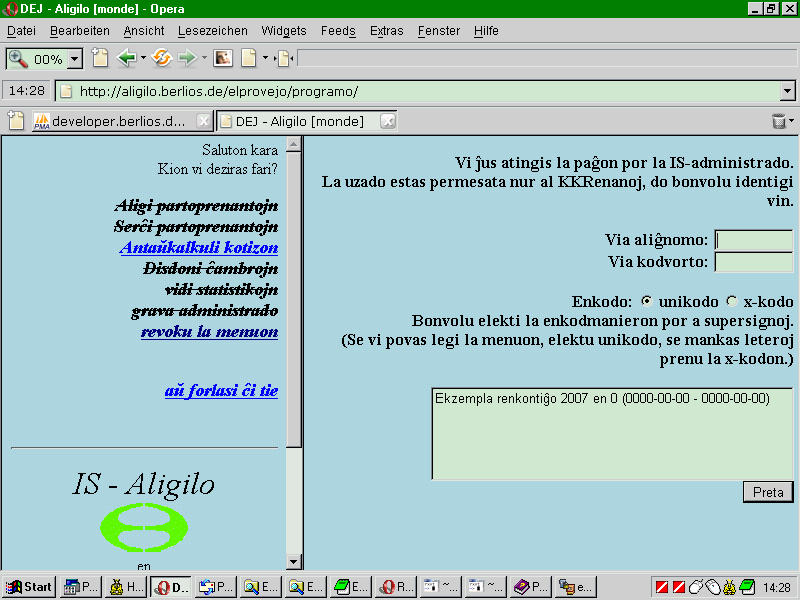 DEJ - Aligilo [monde] - Opera
Datei Bearbeiten Ansicht Lesezeichen Widgets Feeds Extras Fenster Hilfe
00%
14:28 http://aligilo.berlios.de/elprovejo/programo/
PMA developer.berlios.d... DEJ - Aligilo [monde]
Saluton kara
Kion vi deziras fari?
Aligi partoprenantojn
Serĉi partoprenantojn
Antaŭkalkuli kotizon
Disdoni ĉambrojn
vidi statistikojn
grava administrado
revoku la menuon
aŭ forlasi ĉi tie
IS - Aligilo
en
Vi ĵus atingis la paĝon por la IS-administrado.
La uzado estas permesata nur al KKRenanoj, do bonvolu identigi
vin.
Via aliĝnomo:
Via kodvorto:
Enkodo: unikodo x-kodo
Bonvolu elekti la enkodmanieron por a supersignoj.
(Se vi povas legi la menuon, elektu unikodo, se mankas leteroj
prenu la x-kodon.)
Ekzempla renkontiĝo 2007 en 0 (0000-00-00 - 0000-00-00)
Preta
Start P... H... D.. P... E... E... E... R... ~... ~... P... e... 14:28